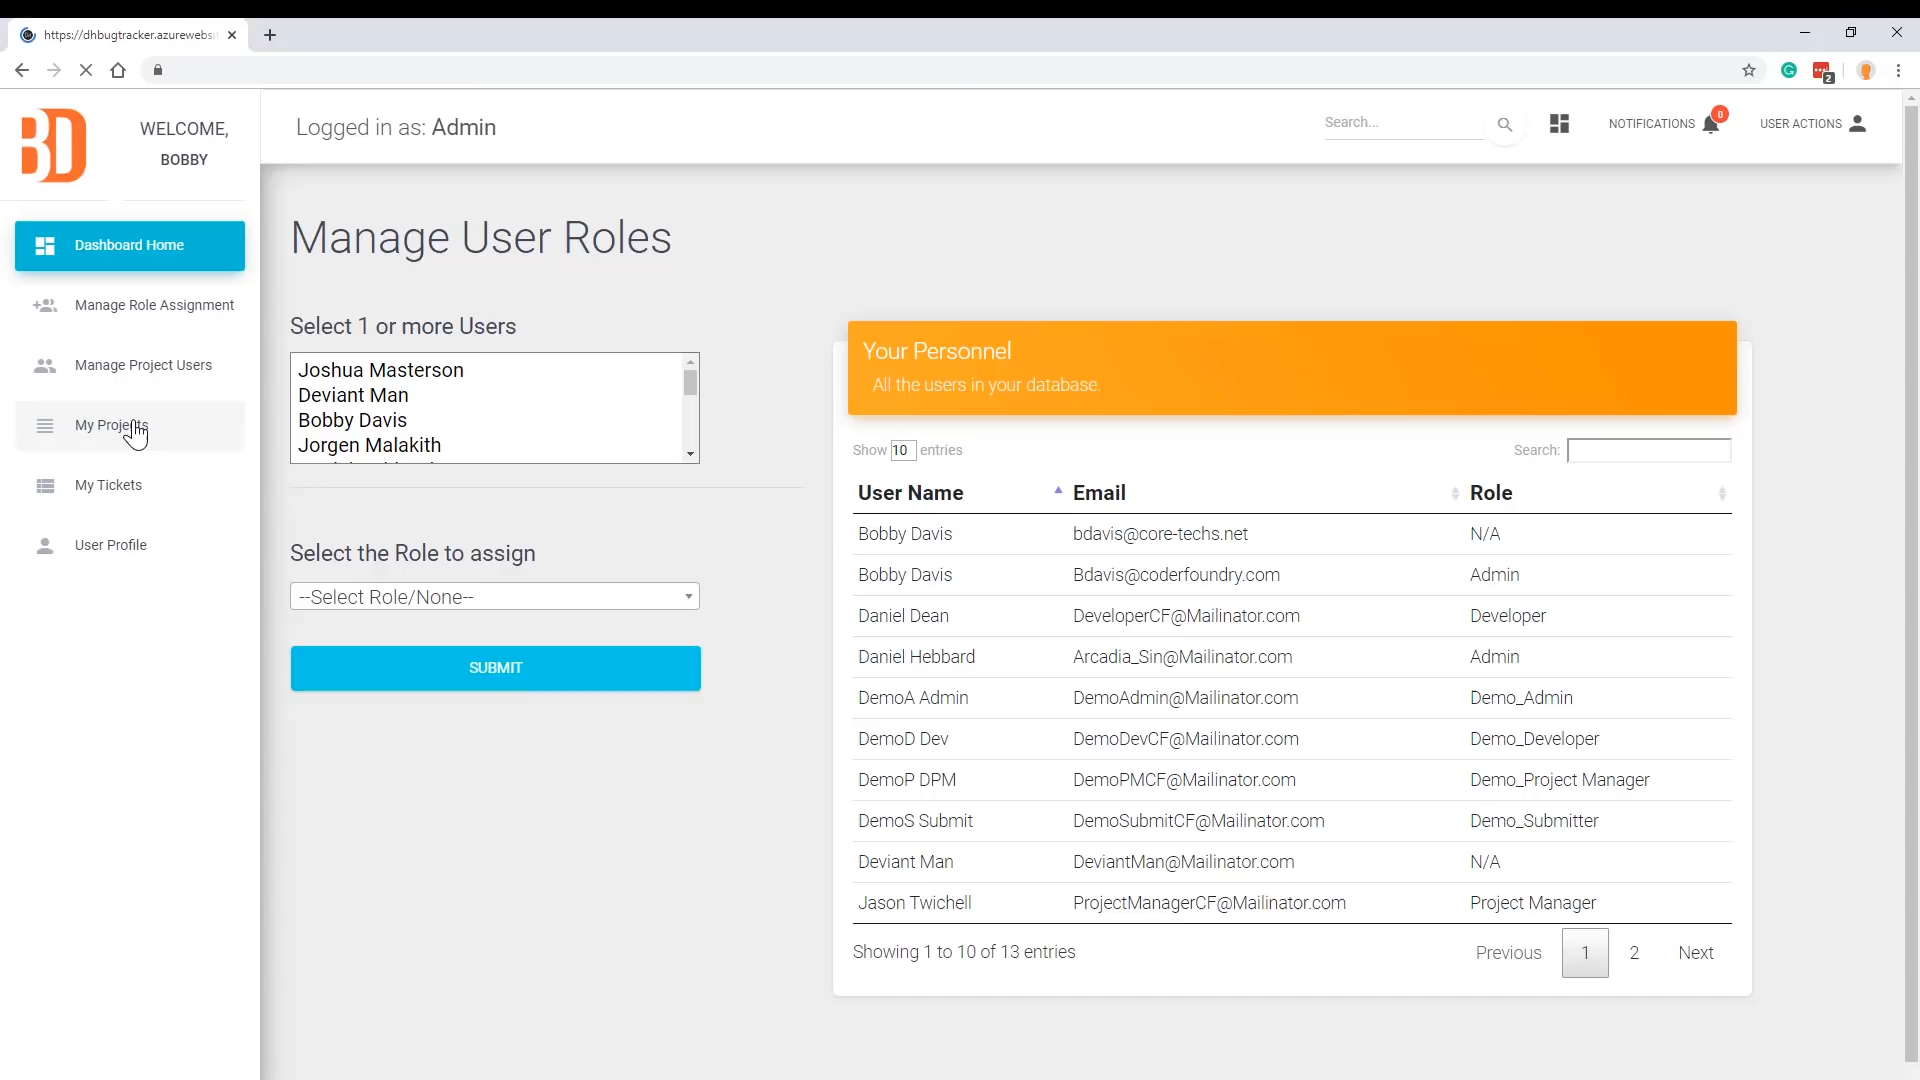 https://dhbugtracker.azurewebsi
2
BD
WELCOME,
BOBBY
Logged in as: Admin
Search...
NOTIFICATIONS
0
USER ACTIONS
Dashboard Home
Manage Role Assignment
Manage Project Users
My Projects
My Tickets
User Profile
Manage User Roles
Select 1 or more Users
Joshua Masterson
Deviant Man
Bobby Davis
Jorgen Malakith
Select the Role to assign
--Select Role/None--
SUBMIT
Your Personnel
All the users in your database.
Show 10 entries
Search:
User Name Email Role
Bobby Davis bdavis@core-techs.net N/A
Bobby Davis Bdavis@coderfoundry.com Admin
Daniel Dean DeveloperCF@Mailinator.com Developer
Daniel Hebbard Arcadia_Sin@Mailinator.com Admin
DemoA Admin DemoAdmin@Mailinator.com Demo_Admin
DemoD Dev DemoDevCF@Mailinator.com Demo_Developer
DemoP DPM DemoPMCF@Mailinator.com Demo_Project Manager
DemoS Submit DemoSubmitCF@Mailinator.com Demo_Submitter
Deviant Man DeviantMan@Mailinator.com N/A
Jason Twichell ProjectManagerCF@Mailinator.com Project Manager
Showing 1 to 10 of 13 entries
Previous 1 2 Next